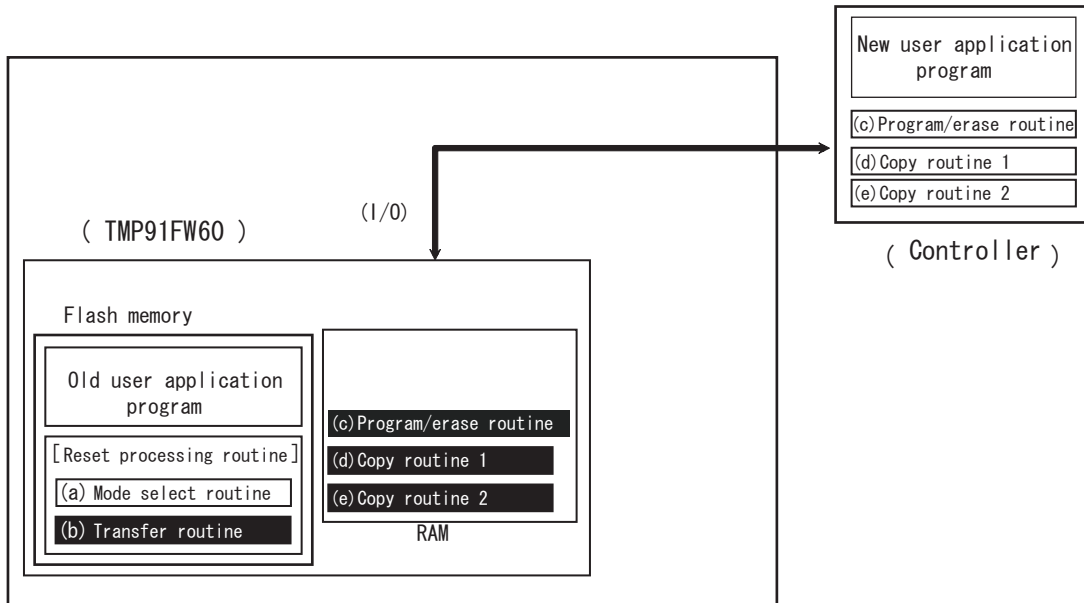 New user application
program
(c)Program/erase routine
(d)Copy routine 1
(e)Copy routine 2
( Controller )
(I/O)
( TMP91FW60 )
Flash memory
Old user application
program
[Reset processing routine]
(a) Mode select routine
(b) Transfer routine
(c)Program/erase routine
(d)Copy routine 1
(e)Copy routine 2
RAM